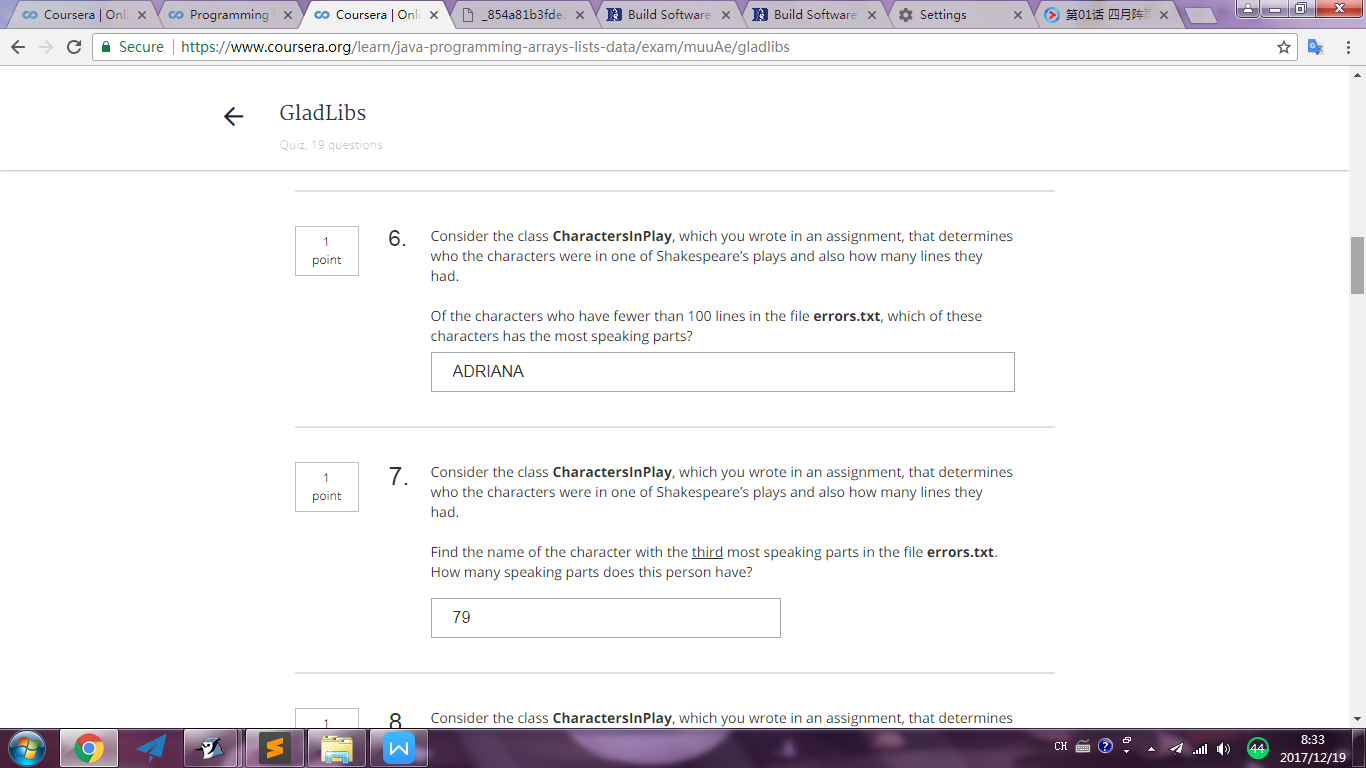 Coursera | Onli
Programming
Coursera | Onli
_854a81b3fde
Build Software
Build Software
Settings
第01话 四月阵雨
Secure
https://www.coursera.org/learn/java-programming-arrays-lists-data/exam/muuAe/gladlibs
GladLibs
Quiz, 19 questions
1
point
6.
Consider the class CharactersInPlay, which you wrote in an assignment, that determines
who the characters were in one of Shakespeare’s plays and also how many lines they
had.
Of the characters who have fewer than 100 lines in the file errors.txt, which of these
characters has the most speaking parts?
ADRIANA
1
point
7.
Consider the class CharactersInPlay, which you wrote in an assignment, that determines
who the characters were in one of Shakespeare’s plays and also how many lines they
had.
Find the name of the character with the third most speaking parts in the file errors.txt.
How many speaking parts does this person have?
79
1
8.
Consider the class CharactersInPlay, which you wrote in an assignment, that determines
CH
44
8:33
2017/12/19